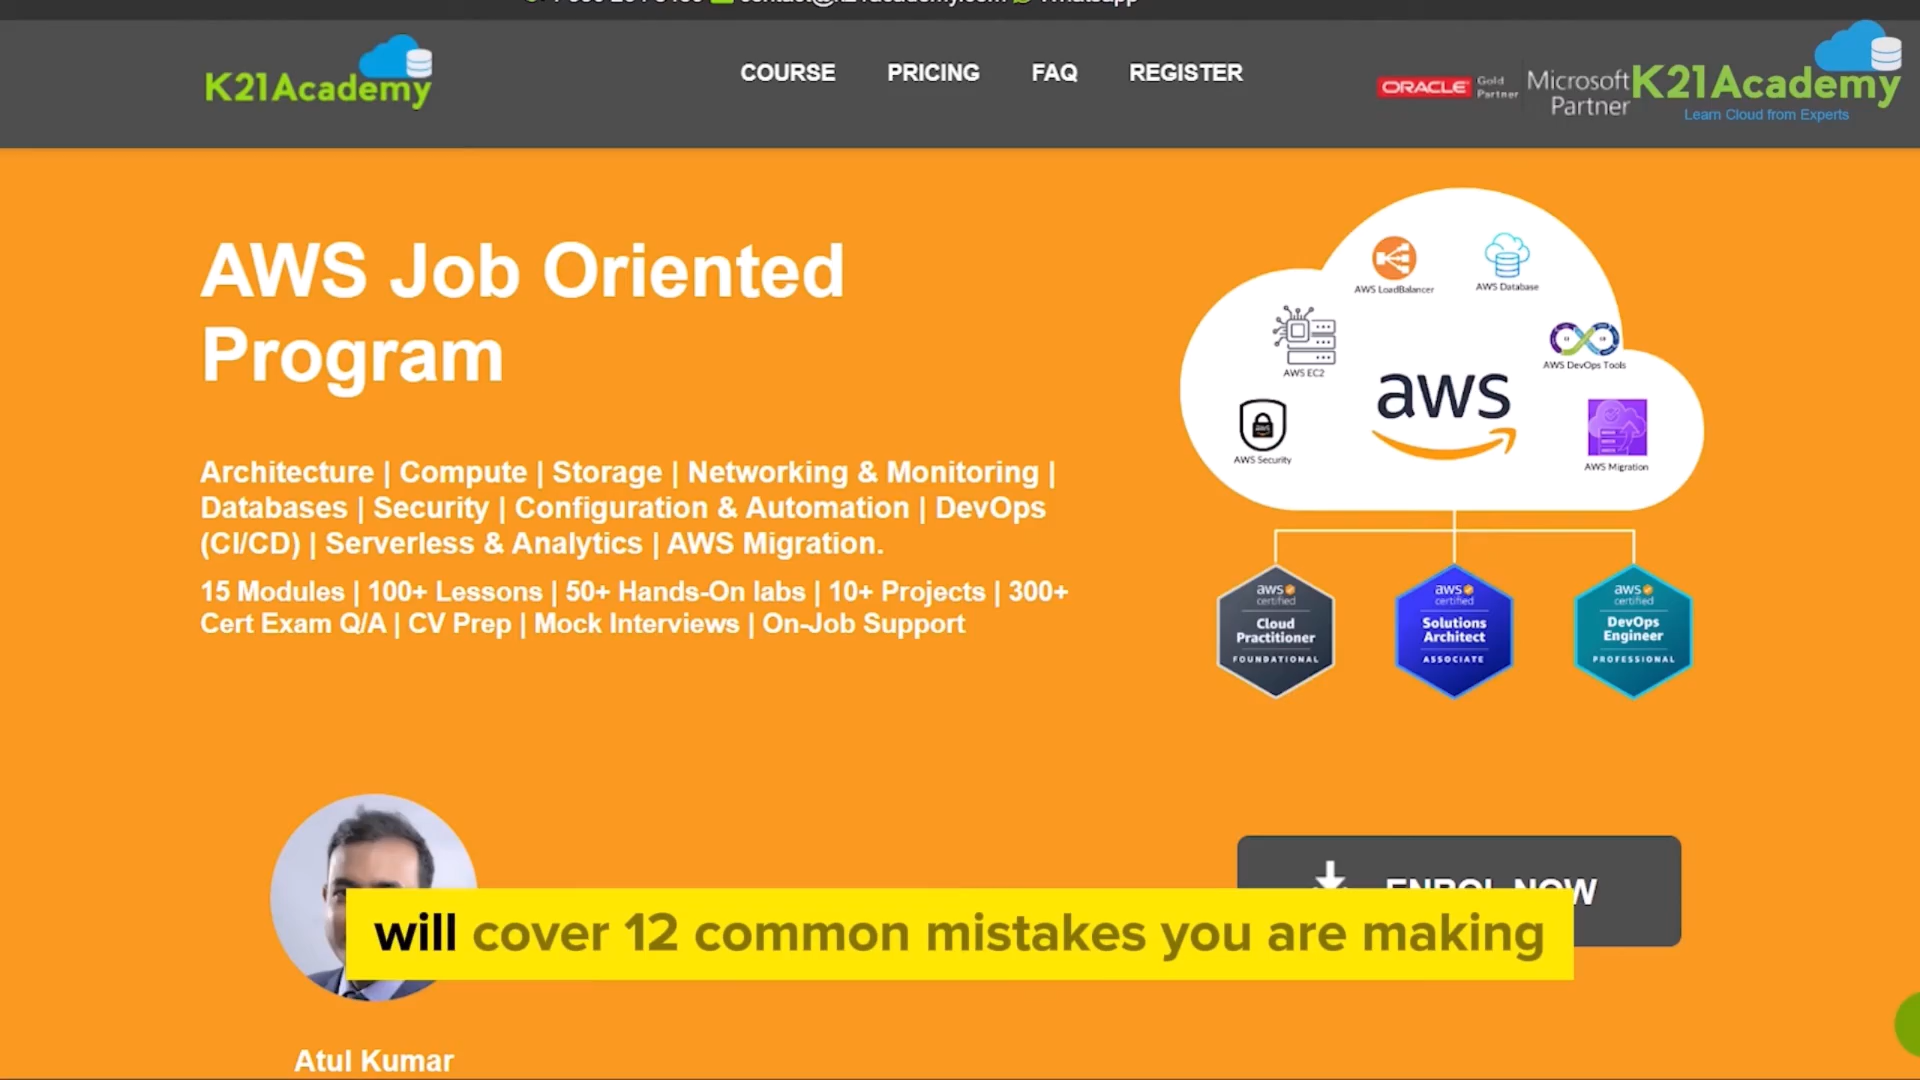 K21Academy
COURSE PRICING FAQ REGISTER
ORACLE Gold Partner
Microsoft Partner
K21Academy
Learn Cloud from Experts
AWS Job Oriented
Program
Architecture | Compute | Storage | Networking & Monitoring |
Databases | Security | Configuration & Automation | DevOps
(CI/CD) | Serverless & Analytics | AWS Migration.
15 Modules | 100+ Lessons | 50+ Hands-On labs | 10+ Projects | 300+
Cert Exam Q/A | CV Prep | Mock Interviews | On-Job Support
AWS LoadBalancer
AWS Database
AWS EC2
AWS DevOps Tools
aws
AWS Security
AWS Migration
aws certified
Cloud
Practitioner
FOUNDATIONAL
aws certified
Solutions
Architect
ASSOCIATE
aws certified
DevOps
Engineer
PROFESSIONAL
ENROL NOW
will cover 12 common mistakes you are making
Atul Kumar